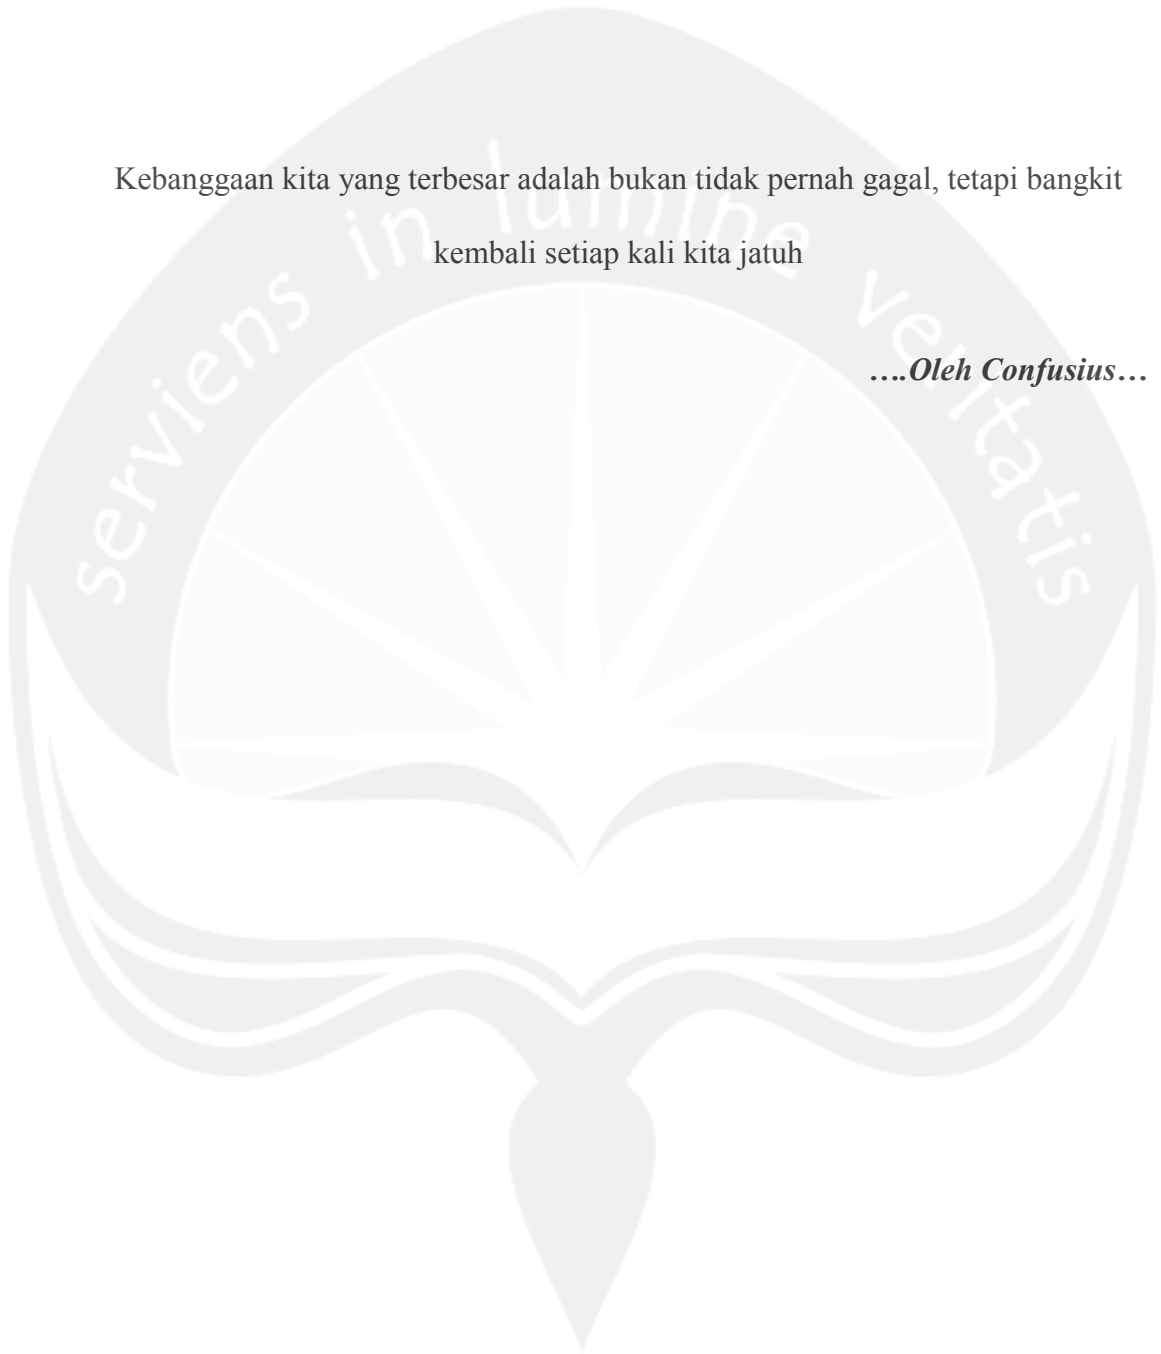 Kebanggaan kita yang terbesar adalah bukan tidak pernah gagal, tetapi bangkit
kembali setiap kali kita jatuh
….Oleh Confusius…
serviens in lumine veritatis